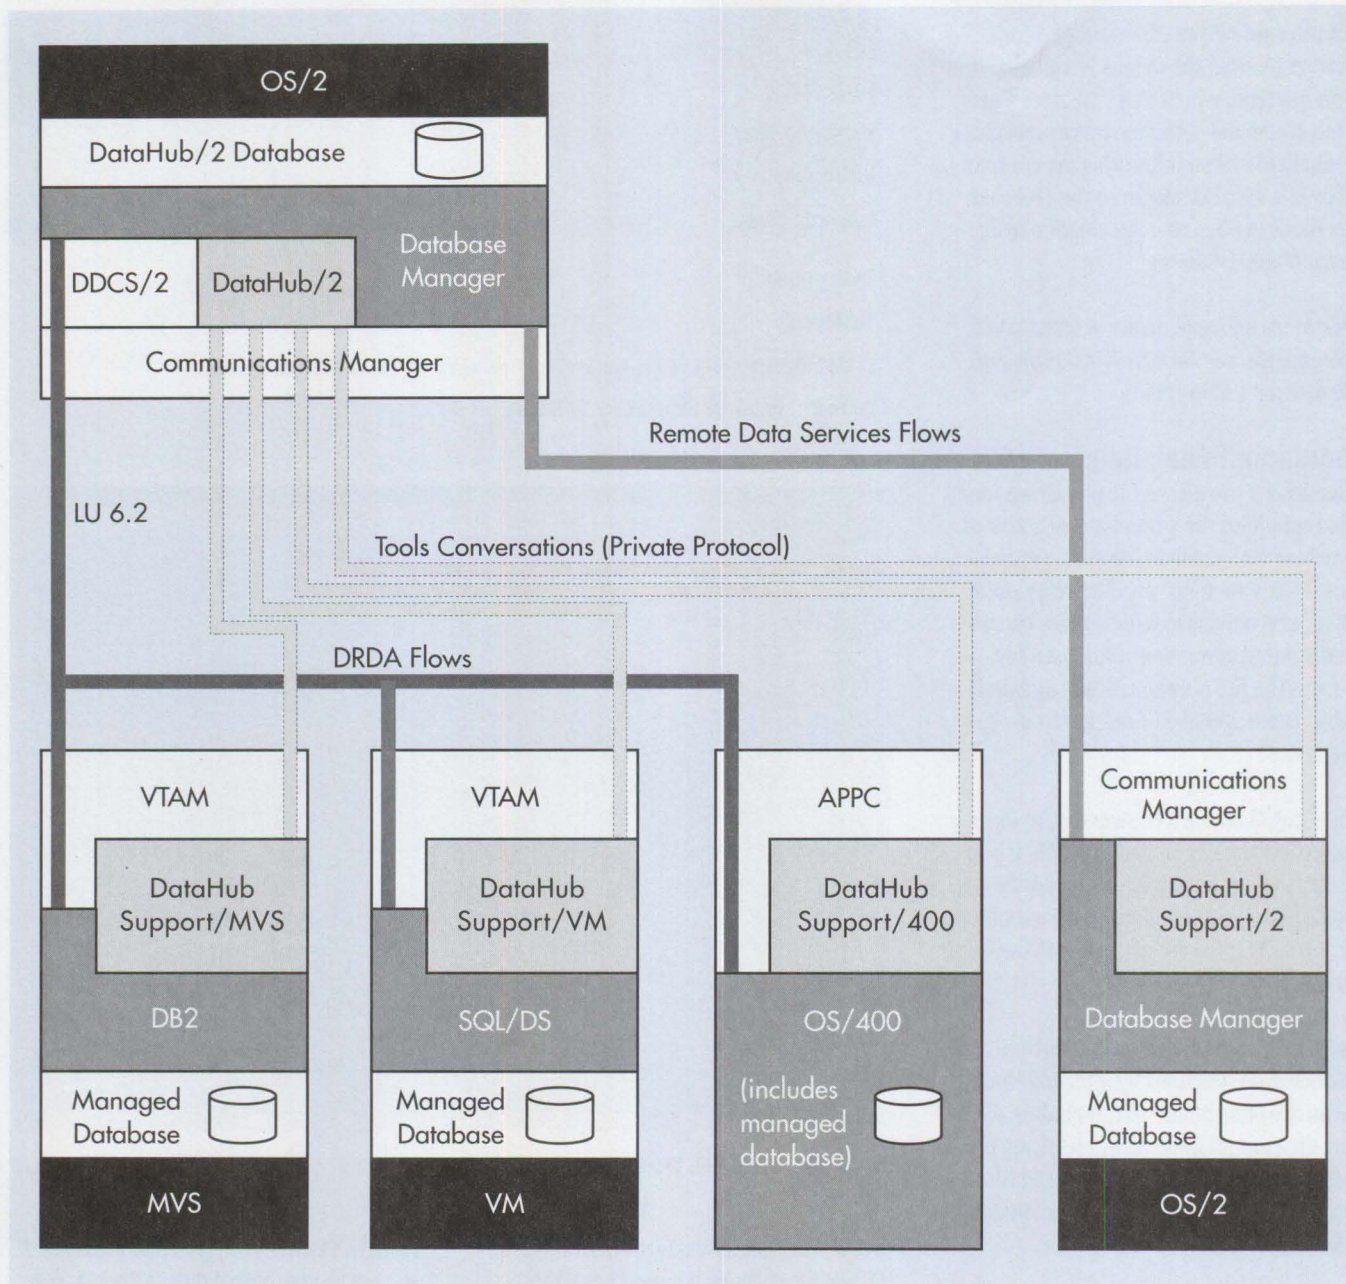 OS/2
DataHub/2 Database
Database
Manager
DDCS/2
DataHub/2
Communications Manager
Remote Data Services Flows
LU 6.2
Tools Conversations (Private Protocol)
DRDA Flows
VTAM
DataHub
Support/MVS
DB2
Managed
Database
MVS
VTAM
DataHub
Support/VM
SQL/DS
Managed
Database
VM
APPC
DataHub
Support/400
OS/400
(includes
managed
database)
Communications
Manager
DataHub
Support/2
Database Manager
Managed
Database
OS/2